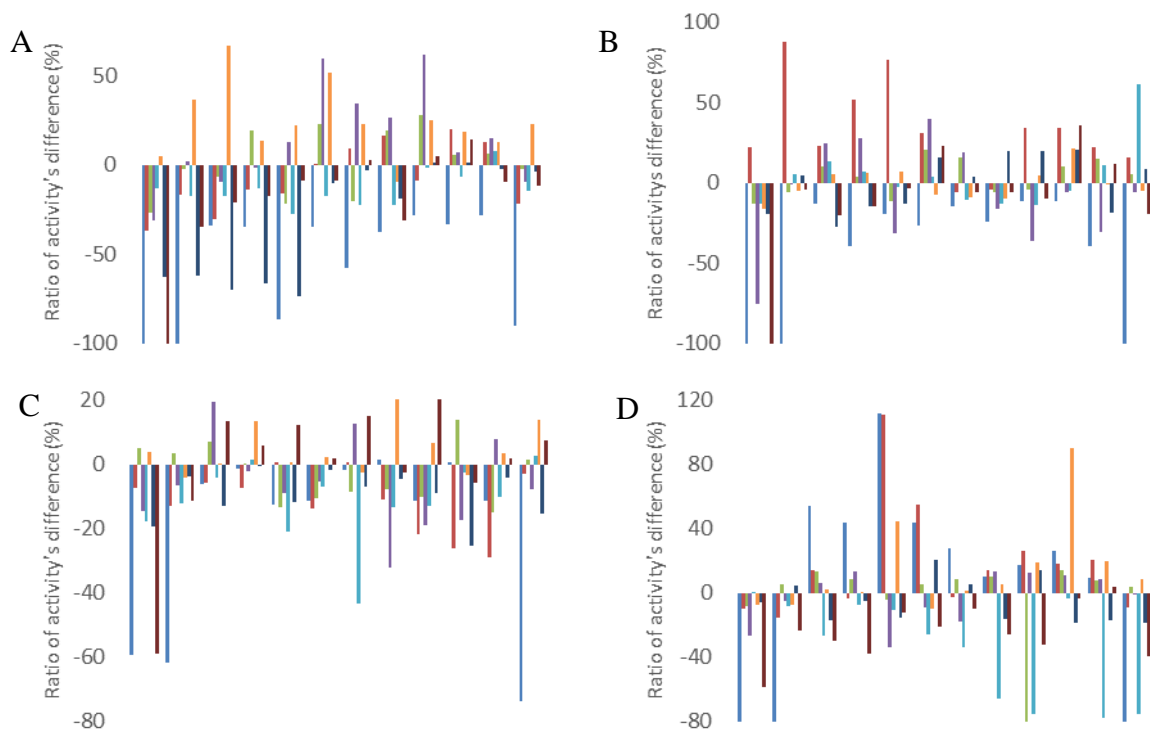 A
Ratio of activity's difference (%)
50
0
-50
-100
B
Ratio of activitys difference (%)
100
50
0
-50
-100
C
Ratio of activity's difference (%)
20
0
-20
-40
-60
-80
D
Ratio of activity's difference (%)
120
80
40
0
-40
-80